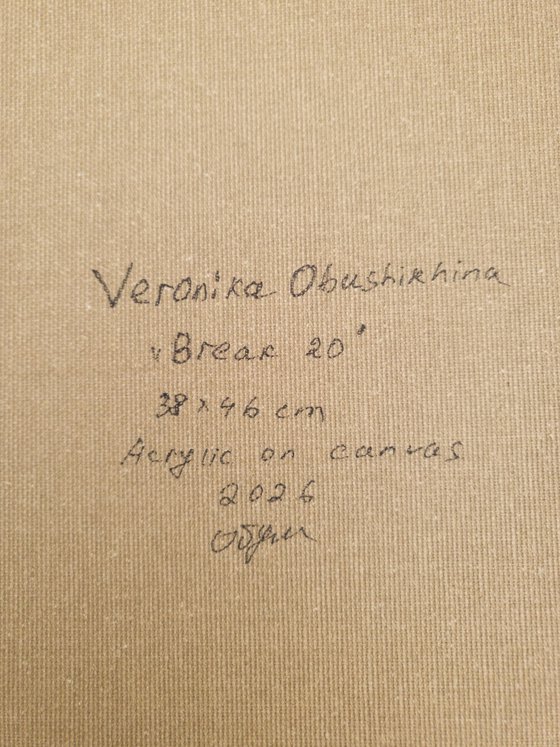 Veronika Obushikhina
"Break 20"
38×46 cm
Acrylic on canvas
2026